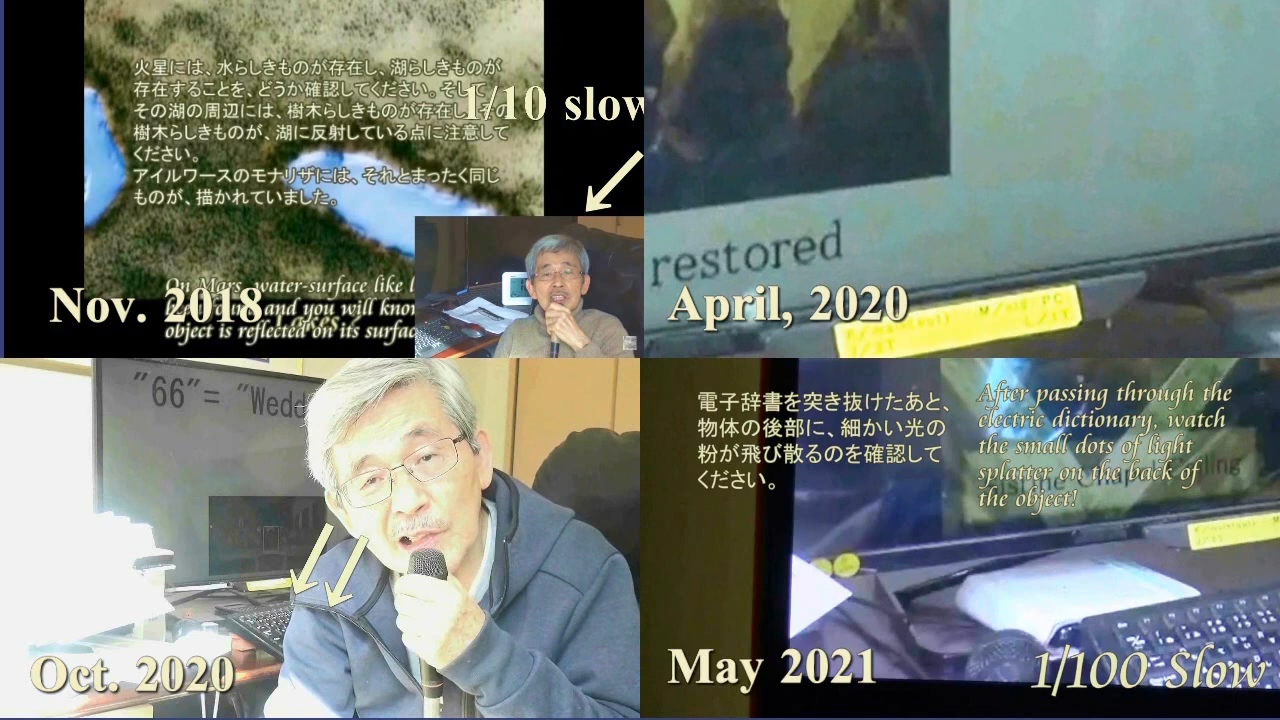 火星には、水らしきものが存在し、湖らしきものが
存在することを、どうか確認してください。そして
その湖の周辺には、樹木らしきものが存在し、その
樹木らしきものが、湖に反射している点に注意して
ください。
アイルワースのモナリザには、それとまったく同じ
ものが、描かれていました。
1/10 slow
On Mars, water-surface like l
and you will know
object is reflected on its surfac
Nov. 2018
restored
April, 2020
"66"= "Wedd
Oct. 2020
電子辞書を突き抜けたあと、
物体の後部に、細かい光の
粉が飛び散るのを確認して
ください。
After passing through the
electric dictionary, watch
the small dots of light
splatter on the back of
the object!
May 2021
1/100 Slow